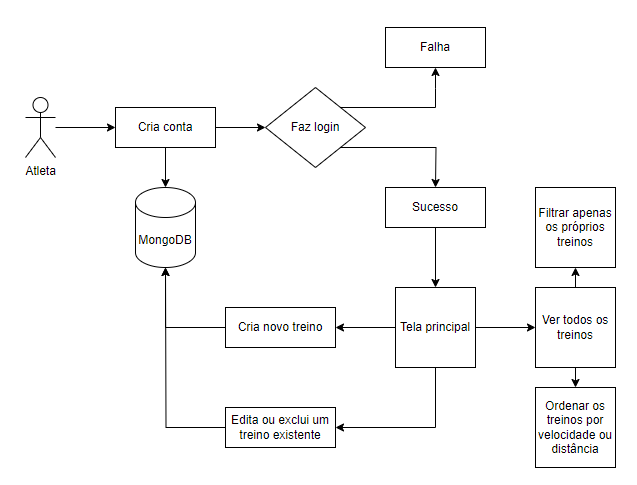 Falha
Cria conta
Faz login
Atleta
Sucesso
Filtrar apenas
os próprios
treinos
MongoDB
Cria novo treino
Tela principal
Ver todos os
treinos
Edita ou exclui um
treino existente
Ordenar os
treinos por
velocidade ou
distância